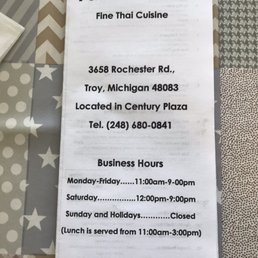 Fine Thai Cuisine
3658 Rochester Rd.,
Troy, Michigan 48083
Located in Century Plaza
Tel. (248) 680-0841
Business Hours
Monday-Friday......11:00am-9:00pm
Saturday................12:00pm-9:00pm
Sunday and Holidays.............Closed
(Lunch is served from 11:00am-3:00pm)